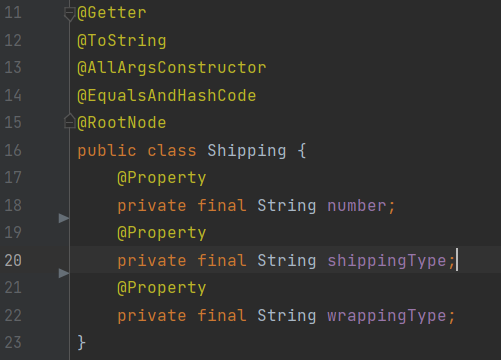 11 @Getter
12 @ToString
13 @AllArgsConstructor
14 @EqualsAndHashCode
15 @RootNode
16 public class Shipping {
17     @Property
18     private final String number;
19     @Property
20     private final String shippingType;
21     @Property
22     private final String wrappingType;
23 }